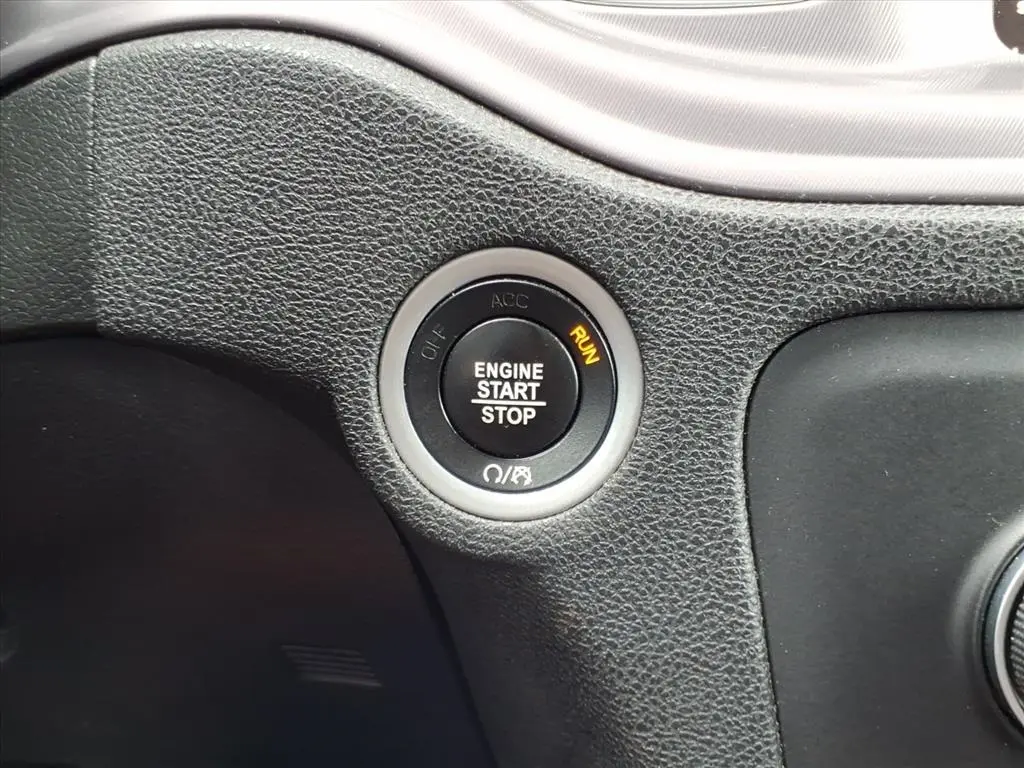 ACC
OFF
RUN
ENGINE
START
STOP